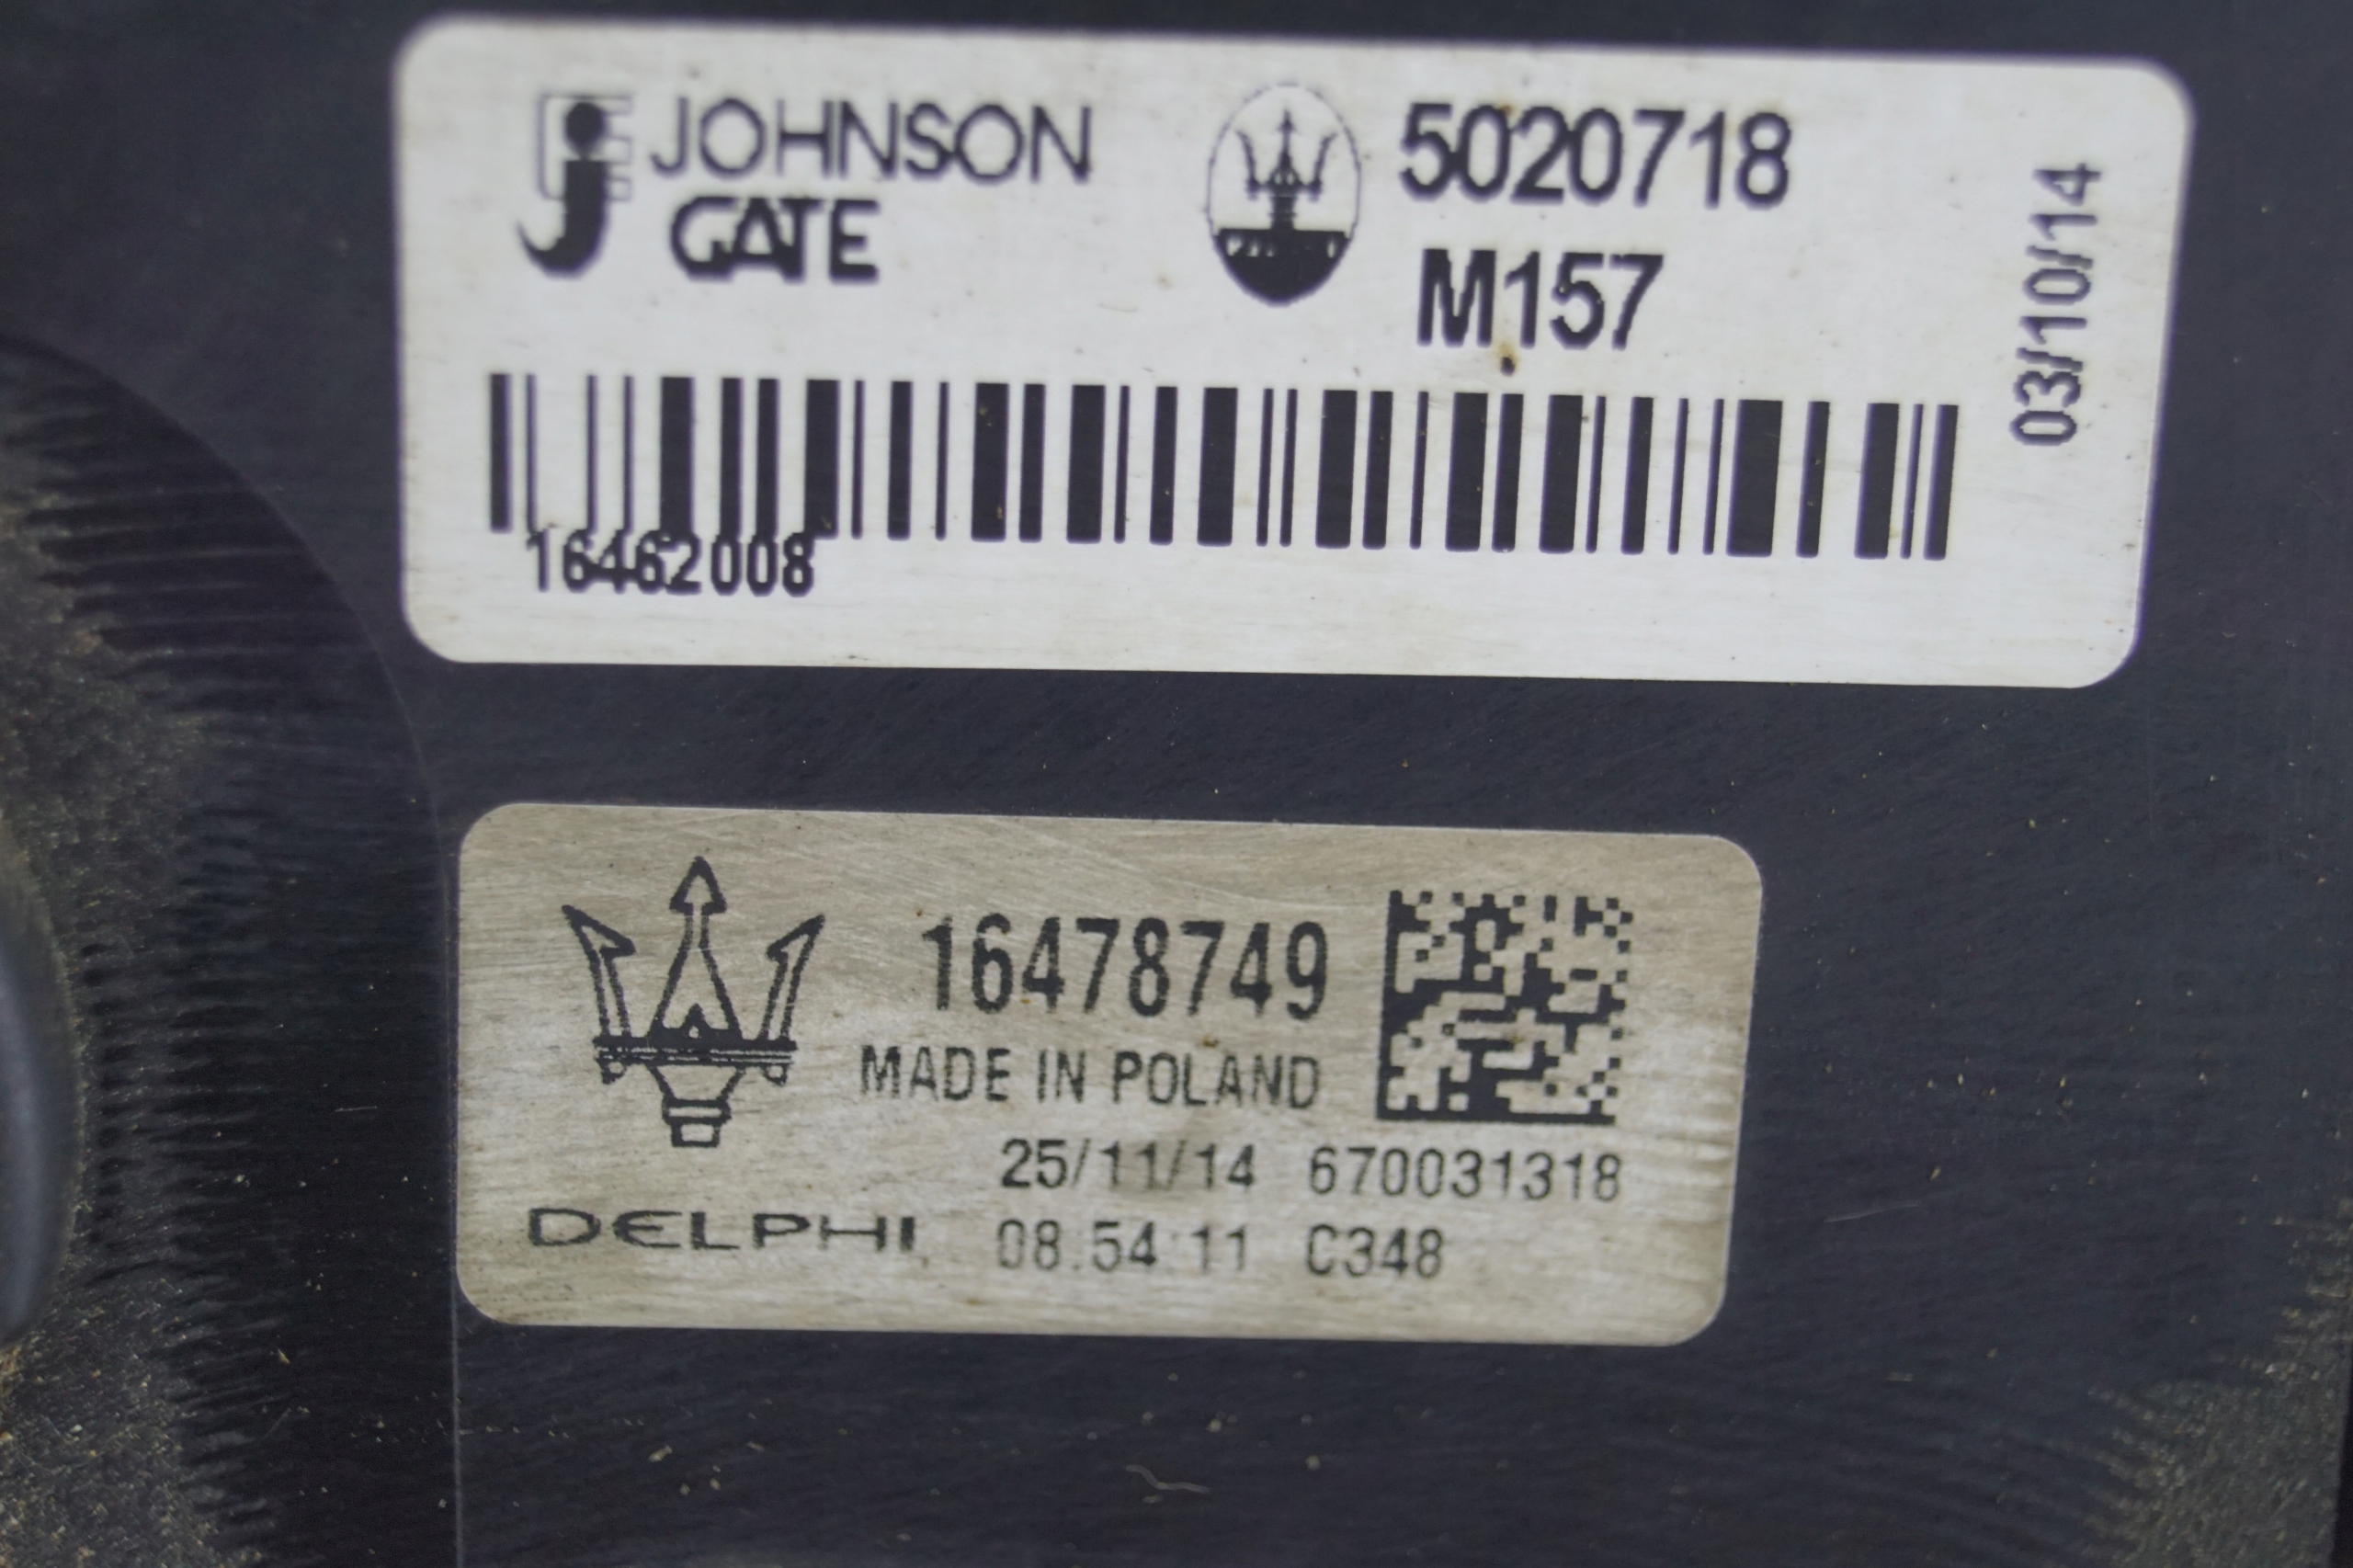 JOHNSON
GATE
5020718
M157
03/10/14
16462008
16478749
MADE IN POLAND
25/11/14 670031318
DELPHI 08.54:11 C348